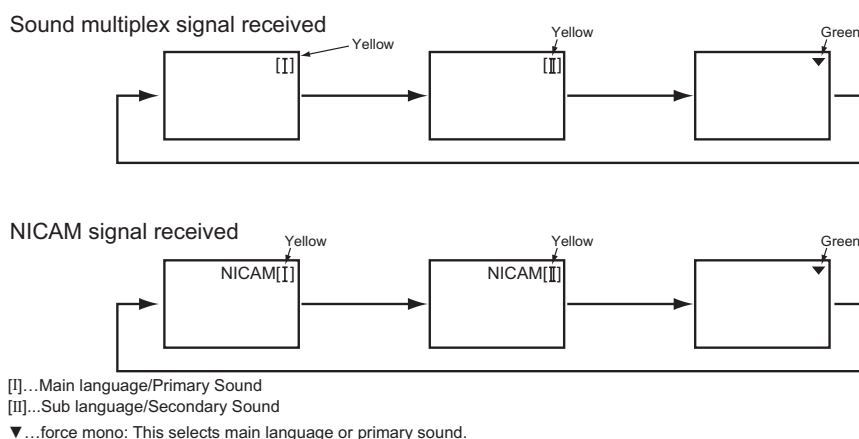 Sound multiplex signal received
Yellow
Yellow
Green
[I]
[II]
▼
NICAM signal received
Yellow
Yellow
Green
NICAM[I]
NICAM[II]
▼
[I]...Main language/Primary Sound
[II]...Sub language/Secondary Sound
▼...force mono: This selects main language or primary sound.